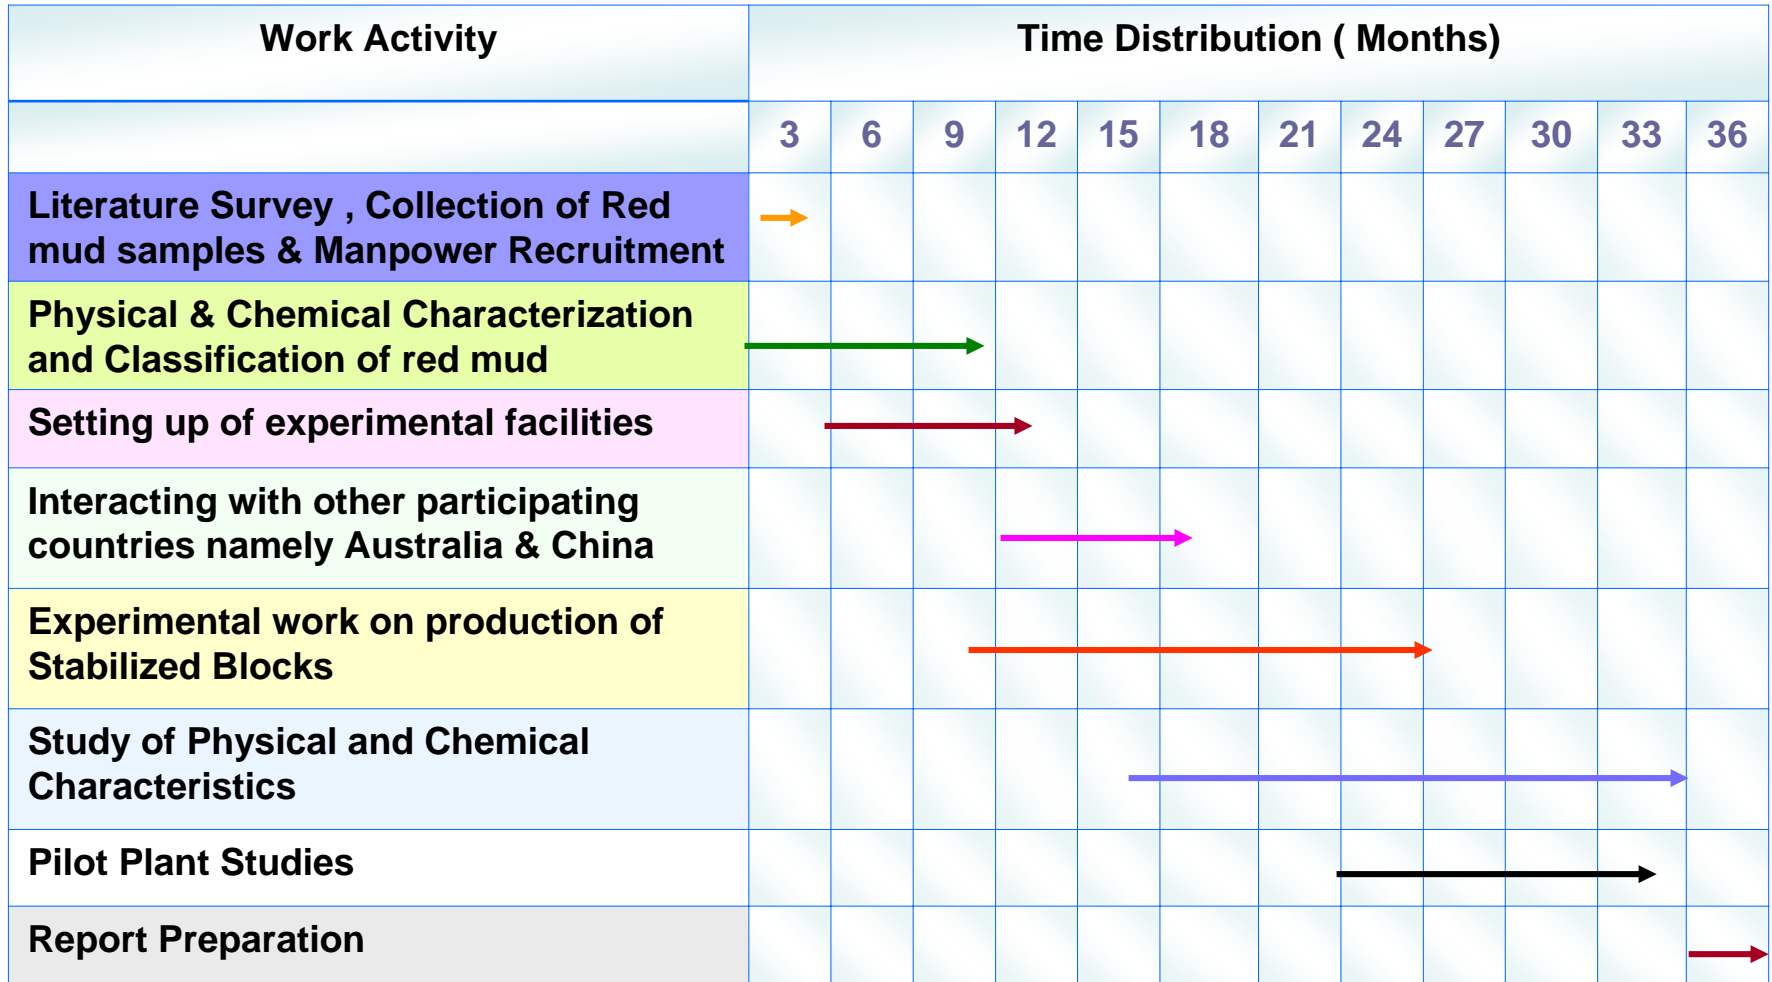 Work Activity
Time Distribution ( Months)
3 6 9 12 15 18 21 24 27 30 33 36
Literature Survey , Collection of Red
mud samples & Manpower Recruitment
Physical & Chemical Characterization
and Classification of red mud
Setting up of experimental facilities
Interacting with other participating
countries namely Australia & China
Experimental work on production of
Stabilized Blocks
Study of Physical and Chemical
Characteristics
Pilot Plant Studies
Report Preparation